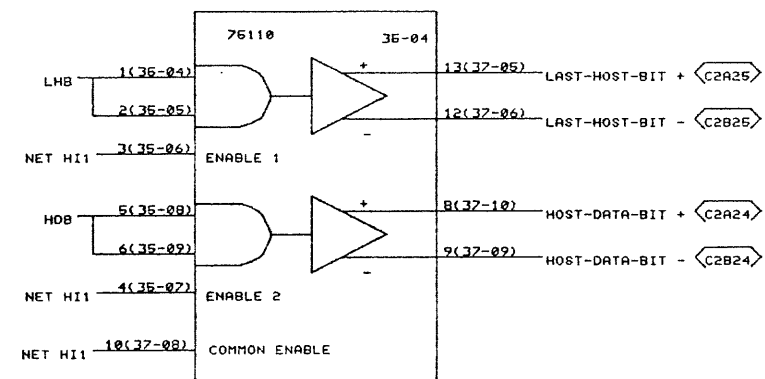 75110 35-04
LHB 1(35-04) + 13(37-05) LAST-HOST-BIT + C2A25
2(35-05) - 12(37-06) LAST-HOST-BIT - C2B25
NET HI1 3(35-06) ENABLE 1
HDB 5(35-08) + 8(37-10) HOST-DATA-BIT + C2A24
6(35-09) - 9(37-09) HOST-DATA-BIT - C2B24
NET HI1 4(35-07) ENABLE 2
NET HI1 10(37-08) COMMON ENABLE